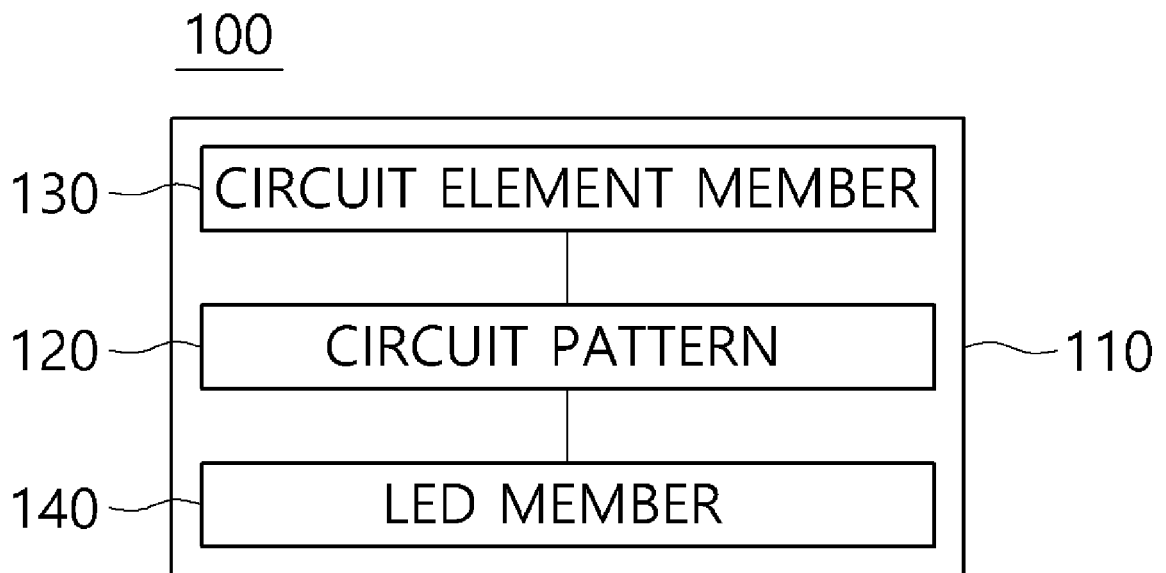 100
130 CIRCUIT ELEMENT MEMBER
120 CIRCUIT PATTERN 110
140 LED MEMBER